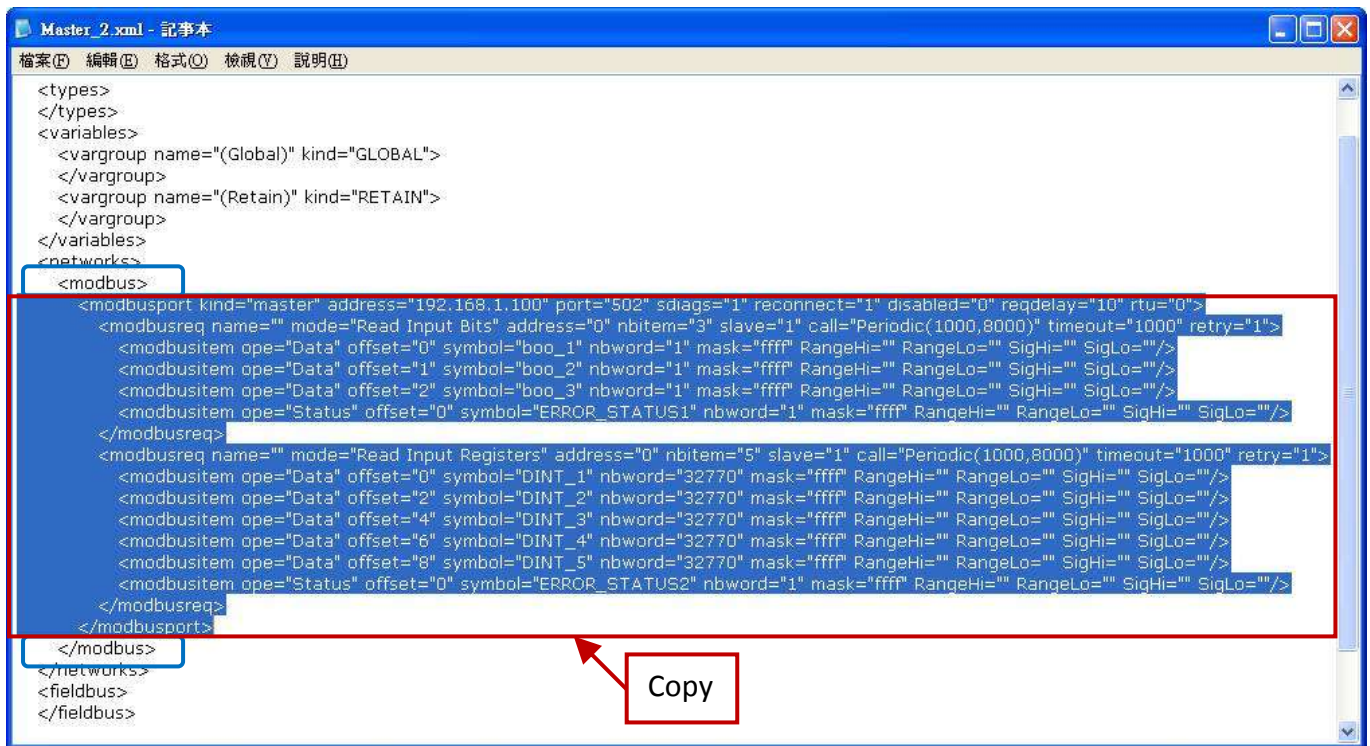 Master_2.xml - 記事本
檔案(F) 編輯(E) 格式(O) 檢視(V) 說明(H)
<types>
</types>
<variables>
<vargroup name="(Global)" kind="GLOBAL">
</vargroup>
<vargroup name="(Retain)" kind="RETAIN">
</vargroup>
</variables>
<networks>
<modbus>
<modbusport kind="master" address="192.168.1.100" port="502" sdiags="1" reconnect="1" disabled="0" reqdelay="10" rtu="0">
<modbusreq name="" mode="Read Input Bits" address="0" nbitem="3" slave="1" call="Periodic(1000,8000)" timeout="1000" retry="1">
<modbusitem ope="Data" offset="0" symbol="boo_1" nbword="1" mask="ffff" RangeHi="" RangeLo="" SigHi="" SigLo=""/>
<modbusitem ope="Data" offset="1" symbol="boo_2" nbword="1" mask="ffff" RangeHi="" RangeLo="" SigHi="" SigLo=""/>
<modbusitem ope="Data" offset="2" symbol="boo_3" nbword="1" mask="ffff" RangeHi="" RangeLo="" SigHi="" SigLo=""/>
<modbusitem ope="Status" offset="0" symbol="ERROR_STATUS1" nbword="1" mask="ffff" RangeHi="" RangeLo="" SigHi="" SigLo=""/>
</modbusreq>
<modbusreq name="" mode="Read Input Registers" address="0" nbitem="5" slave="1" call="Periodic(1000,8000)" timeout="1000" retry="1">
<modbusitem ope="Data" offset="0" symbol="DINT_1" nbword="32770" mask="ffff" RangeHi="" RangeLo="" SigHi="" SigLo=""/>
<modbusitem ope="Data" offset="2" symbol="DINT_2" nbword="32770" mask="ffff" RangeHi="" RangeLo="" SigHi="" SigLo=""/>
<modbusitem ope="Data" offset="4" symbol="DINT_3" nbword="32770" mask="ffff" RangeHi="" RangeLo="" SigHi="" SigLo=""/>
<modbusitem ope="Data" offset="6" symbol="DINT_4" nbword="32770" mask="ffff" RangeHi="" RangeLo="" SigHi="" SigLo=""/>
<modbusitem ope="Data" offset="8" symbol="DINT_5" nbword="32770" mask="ffff" RangeHi="" RangeLo="" SigHi="" SigLo=""/>
<modbusitem ope="Status" offset="0" symbol="ERROR_STATUS2" nbword="1" mask="ffff" RangeHi="" RangeLo="" SigHi="" SigLo=""/>
</modbusreq>
</modbusport>
</modbus>
</networks>
<fieldbus>
</fieldbus>
Copy